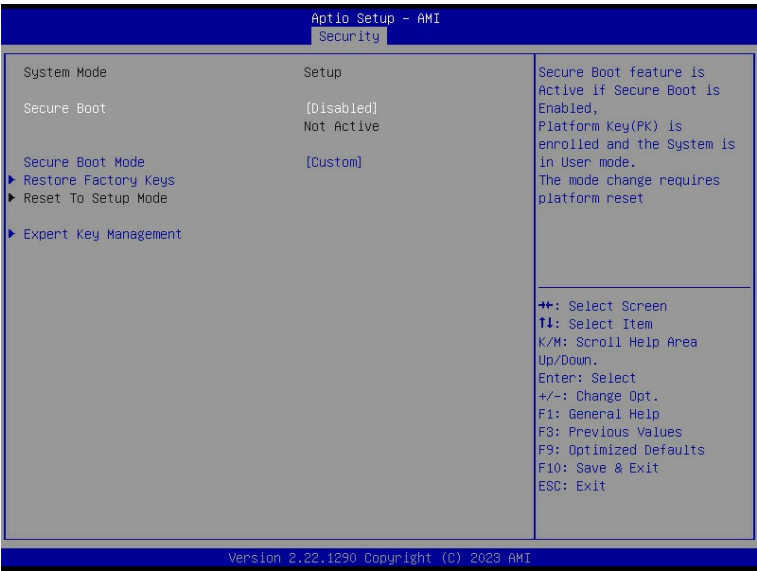 Aptio Setup – AMI
Security
System Mode Setup
Secure Boot [Disabled]
Not Active
Secure Boot Mode [Custom]
▶ Restore Factory Keys
▶ Reset To Setup Mode
▶ Expert Key Management
Secure Boot feature is
Active if Secure Boot is
Enabled,
Platform Key(PK) is
enrolled and the System is
in User mode.
The mode change requires
platform reset
→←: Select Screen
↑↓: Select Item
K/M: Scroll Help Area
Up/Down.
Enter: Select
+/-: Change Opt.
F1: General Help
F3: Previous Values
F9: Optimized Defaults
F10: Save & Exit
ESC: Exit
Version 2.22.1290 Copyright (C) 2023 AMI